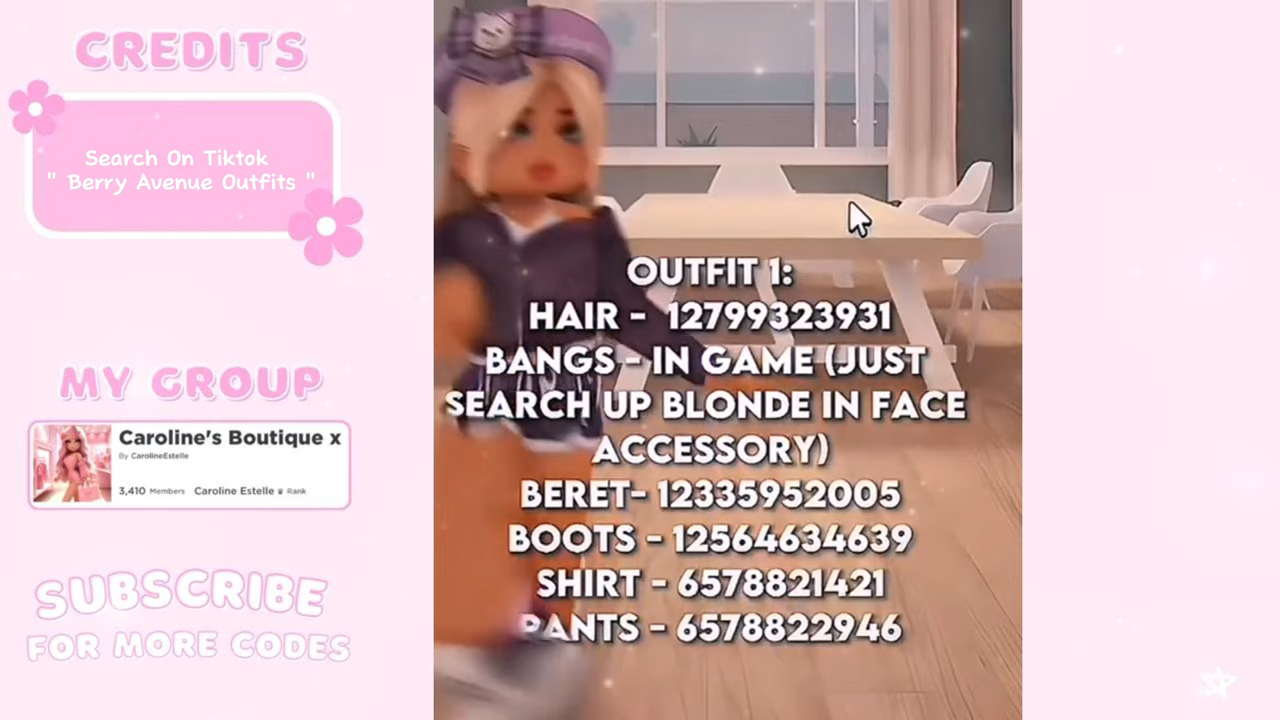 CREDITS
Search On Tiktok
" Berry Avenue Outfits "
MY GROUP
Caroline's Boutique x
By CarolineEstelle
3,410 Members Caroline Estelle Rank
SUBSCRIBE
FOR MORE CODES
OUTFIT 1:
HAIR - 12799323931
BANGS - IN GAME (JUST
SEARCH UP BLONDE IN FACE
ACCESSORY)
BERET- 12335952005
BOOTS - 12564634639
SHIRT - 6578821421
PANTS - 6578822946